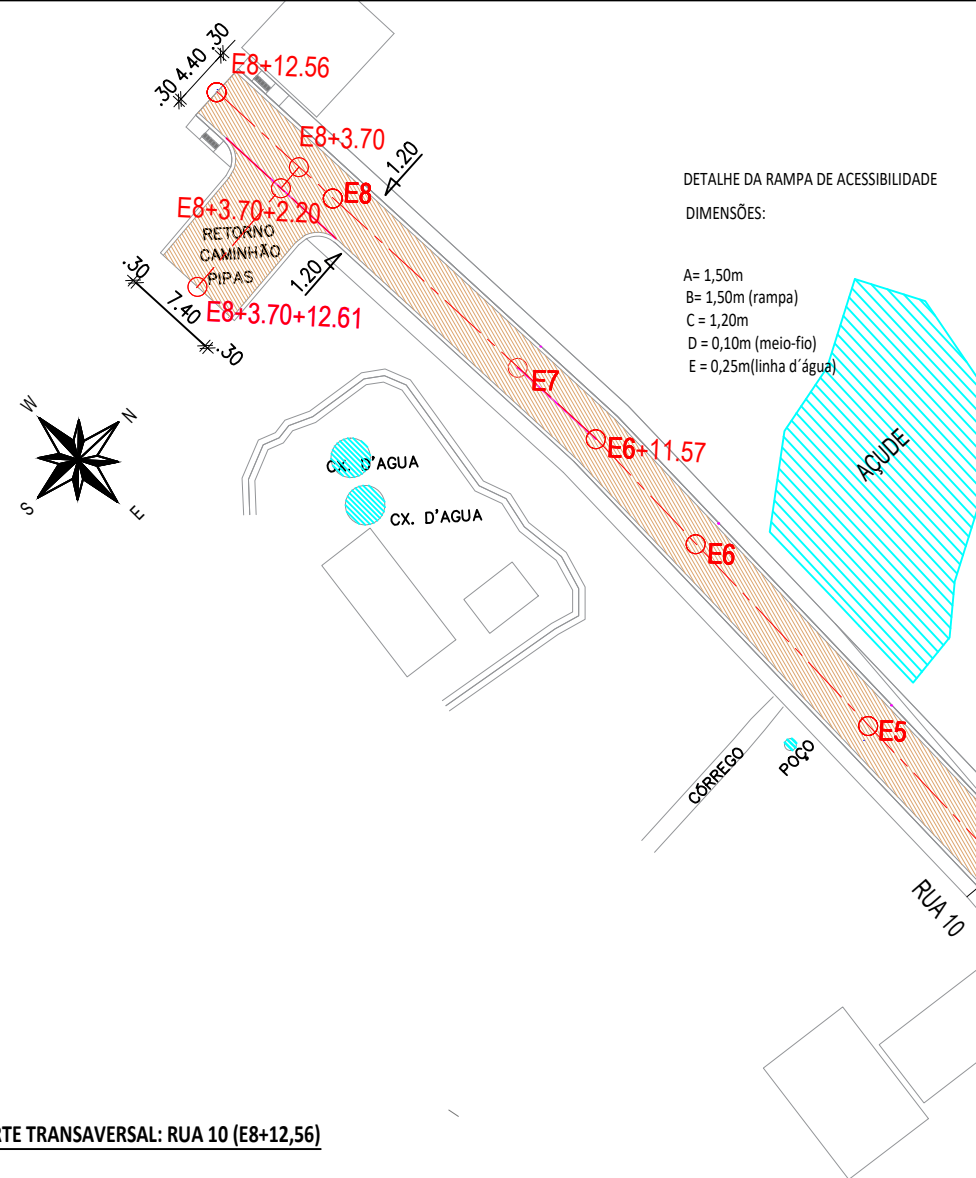 .30 4.40 .30
E8+12.56
E8+3.70
1.20
E8
E8+3.70+2.20
RETORNO
CAMINHÃO
PIPAS
1.20
.30
7.40
.30
E8+3.70+12.61
DETALHE DA RAMPA DE ACESSIBILIDADE
DIMENSÕES:
A= 1,50m
B= 1,50m (rampa)
C = 1,20m
D = 0,10m (meio-fio)
E = 0,25m(linha d´água)
E7
E6+11.57
AÇUDE
W
N
S
E
CX. D'AGUA
CX. D'AGUA
E6
E5
CÓRREGO
POÇO
RUA 10
RTE TRANSAVERSAL: RUA 10 (E8+12,56)